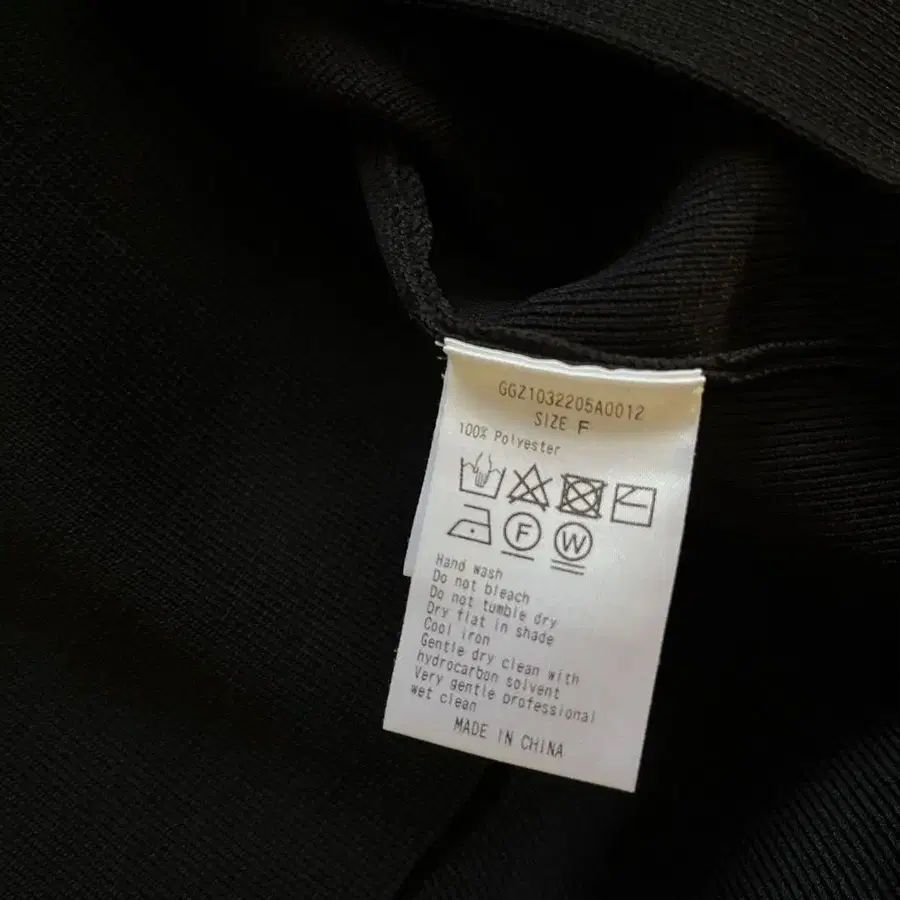 GGZ1032205A0012
SIZE F
100% Polyester
F W
Hand wash
Do not bleach
Do not tumble dry
Dry flat in shade
Cool iron
Gentle dry clean with
hydrocarbon solvent
Very gentle professional
wet clean
MADE IN CHINA